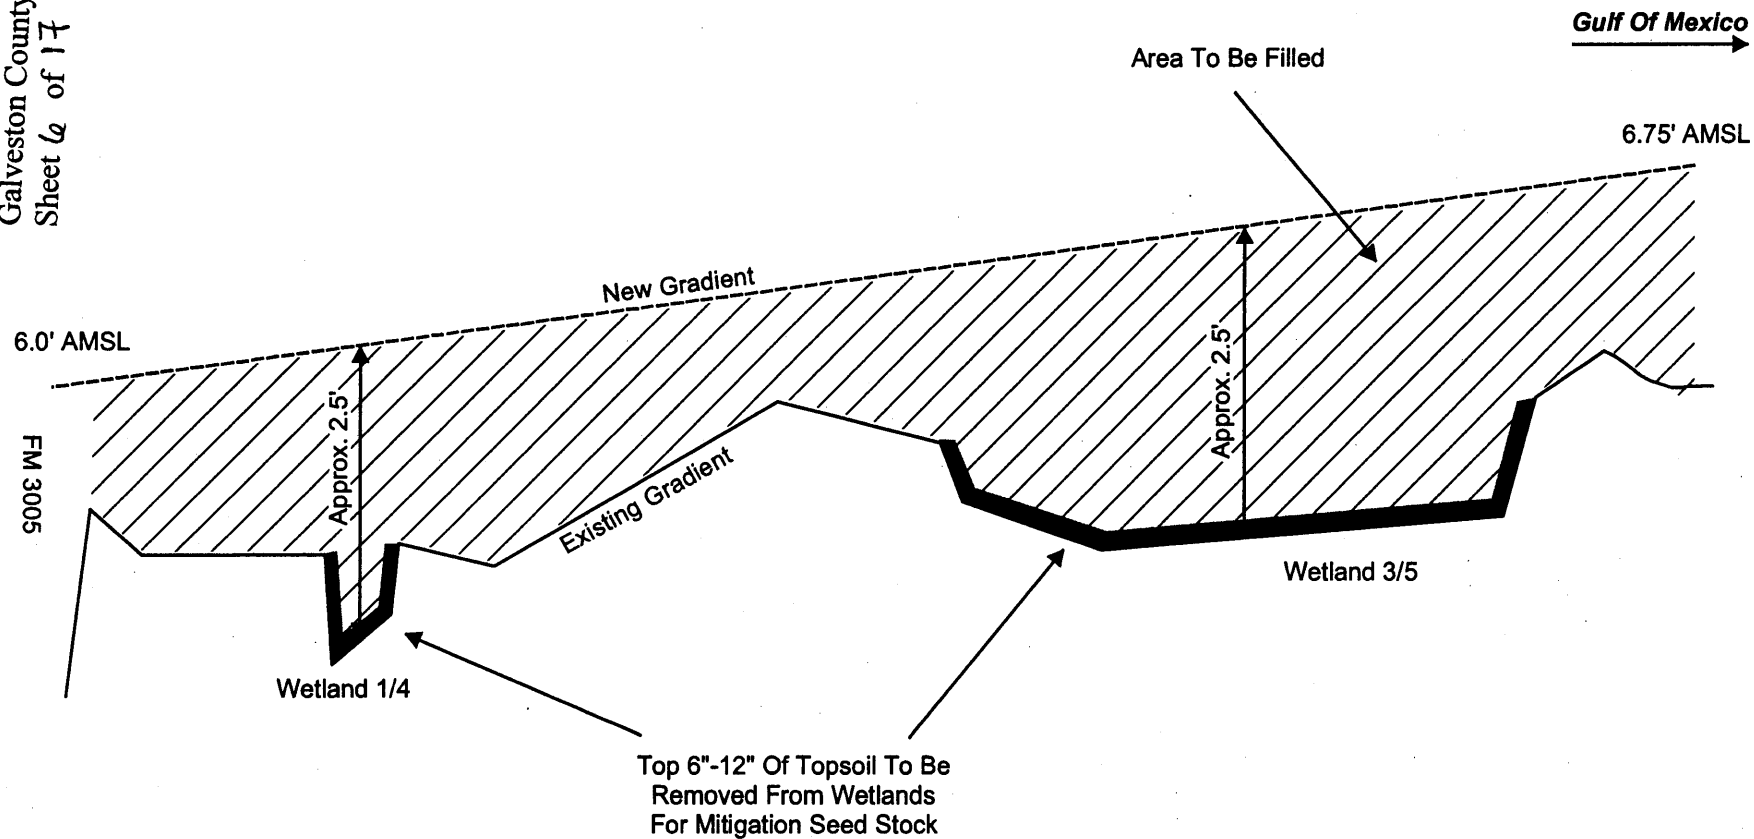 Galveston County
Sheet 6 of 17
Gulf Of Mexico
Area To Be Filled
6.75' AMSL
New Gradient
6.0' AMSL
Approx. 2.5'
Approx. 2.5'
FM 3005
Existing Gradient
Wetland 3/5
Wetland 1/4
Top 6"-12" Of Topsoil To Be
Removed From Wetlands
For Mitigation Seed Stock